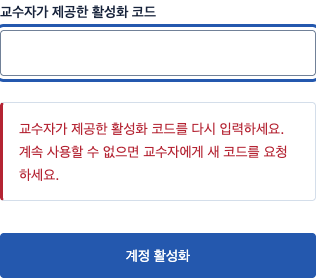 교수자가 제공한 활성화 코드
교수자가 제공한 활성화 코드를 다시 입력하세요.
계속 사용할 수 없으면 교수자에게 새 코드를 요청
하세요.
계정 활성화